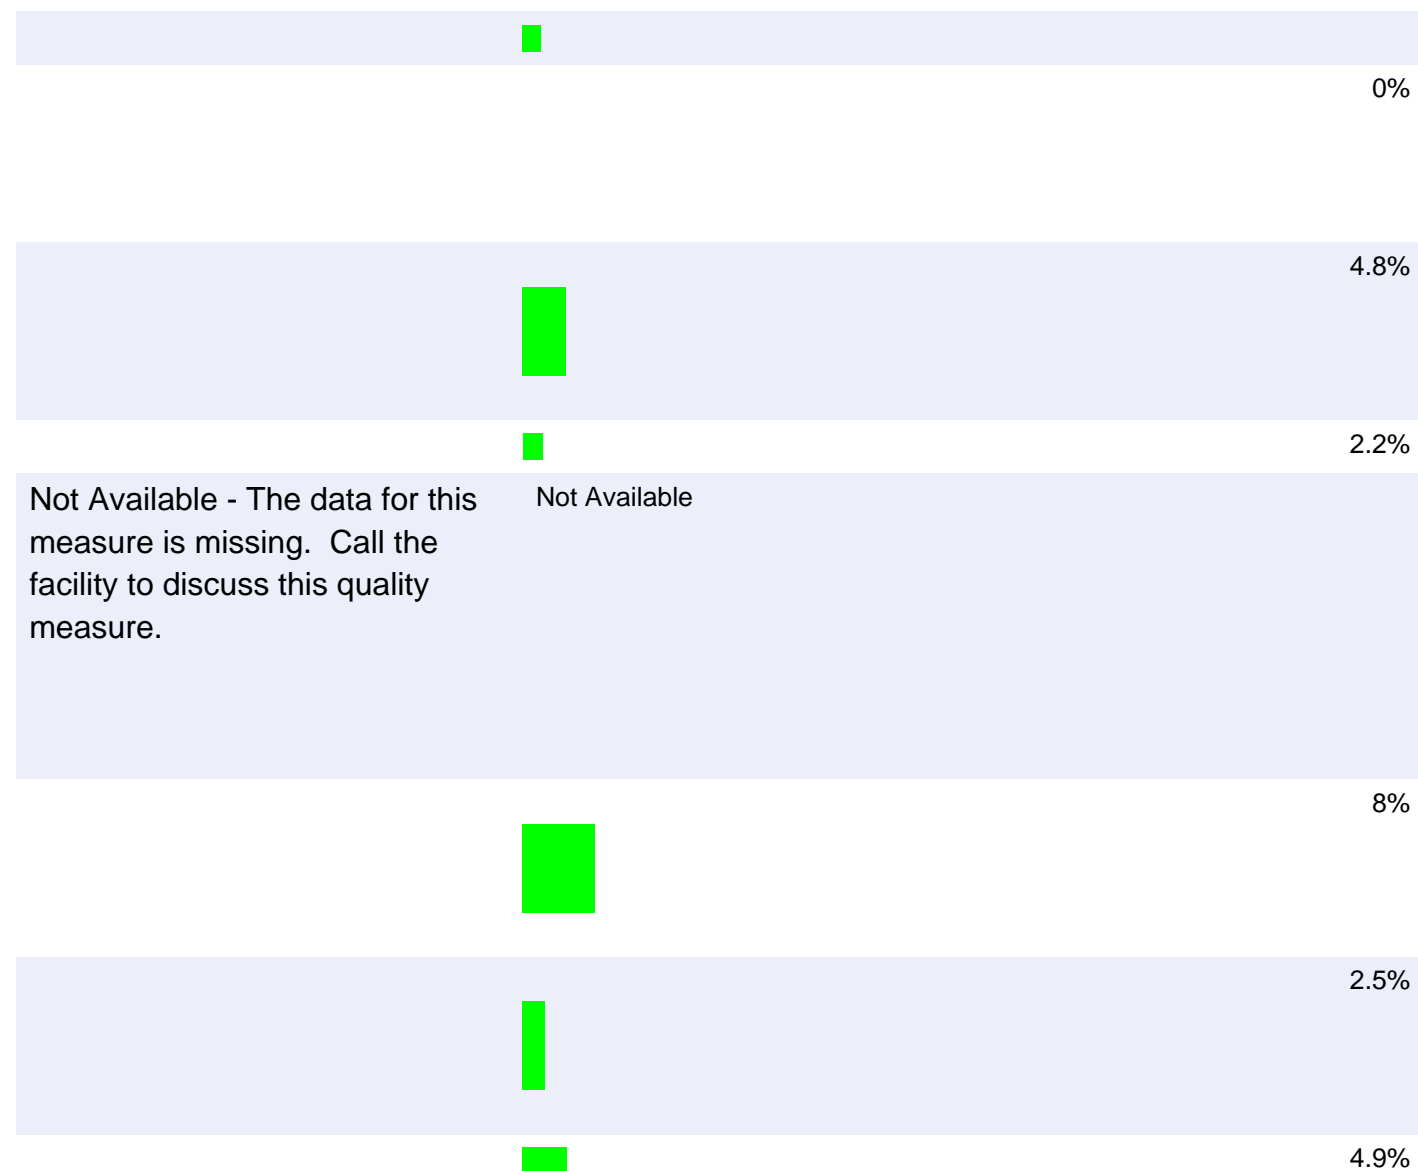 0%
4.8%
2.2%
Not Available - The data for this
measure is missing.  Call the
facility to discuss this quality
measure.
Not Available
8%
2.5%
4.9%